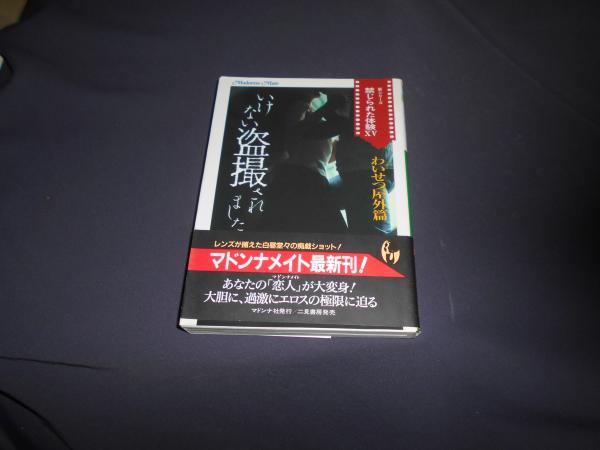 Madonna Mate
新シリーズ
禁じられた体験XV
わいせつ屋外篇
いけない盗撮されました
レンズが捕えた白昼堂々の痴戯ショット!
マドンナメイト最新刊!
マドンナメイト
あなたの「恋人」が大変身!
大胆に、過激にエロスの極限に迫る
マドンナ社発行/二見書房発売